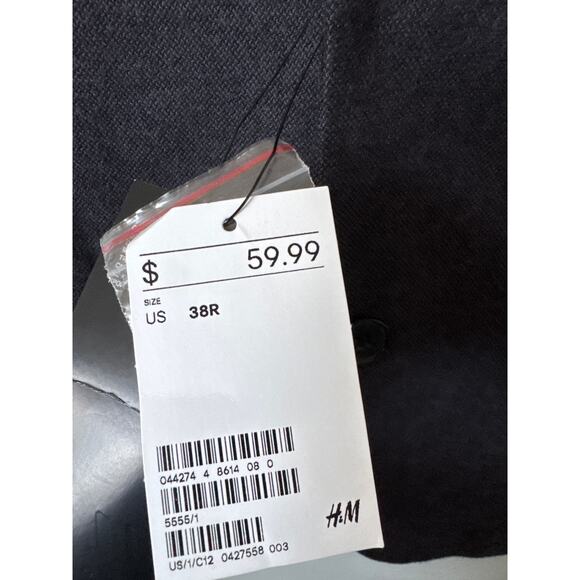 $ 59.99
SIZE
US 38R
044274 4 8614 08 0
5555/1
H&M
US/1/C12 0427558 003